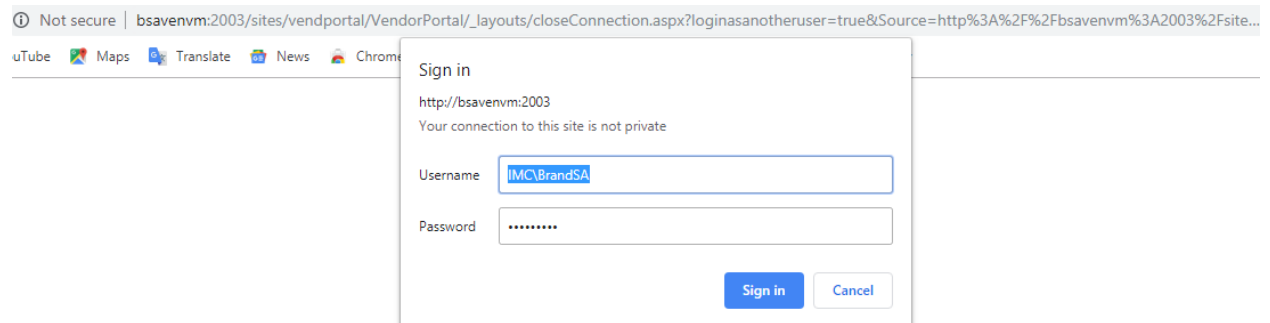 Not secure | bsavenvm:2003/sites/vendportal/VendorPortal/_layouts/closeConnection.aspx?loginasanotheruser=true&Source=http%3A%2F%2Fbsavenvm%3A2003%2Fsite...
uTube Maps Translate News Chrome
Sign in
http://bsavenvm:2003
Your connection to this site is not private
Username IMC\BrandSA
Password •••••••••
Sign in Cancel